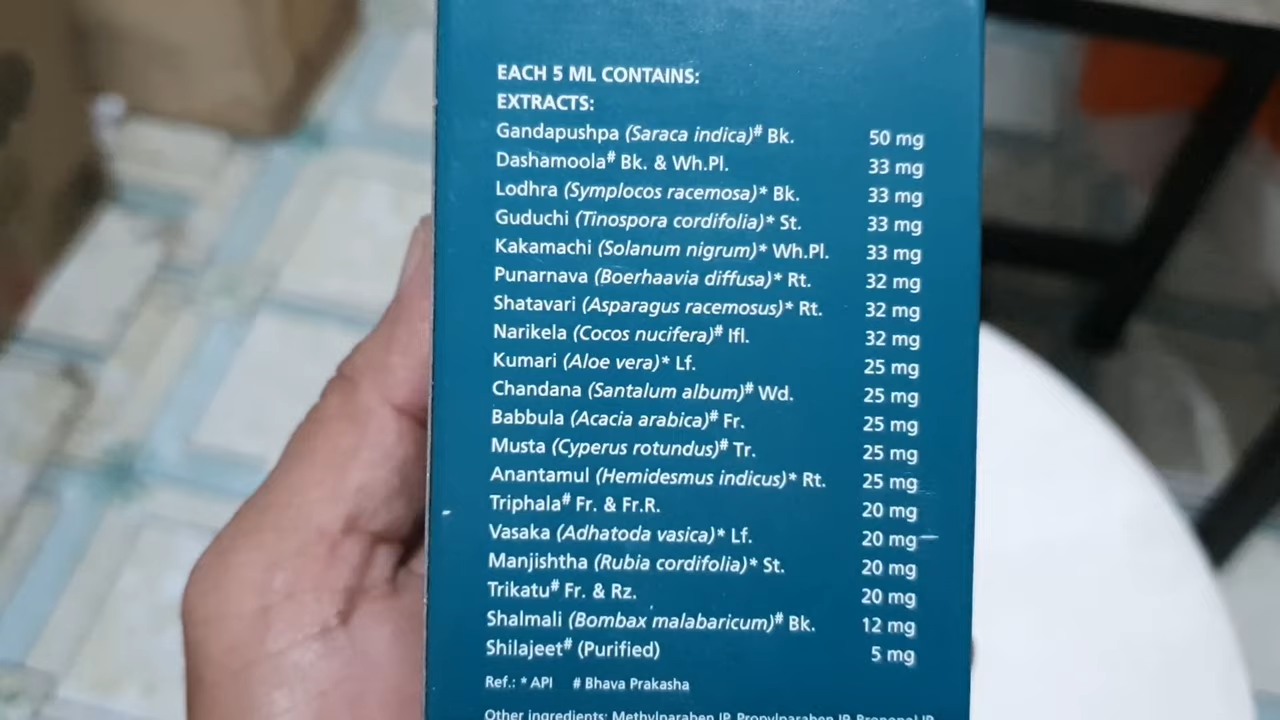 EACH 5 ML CONTAINS:
EXTRACTS:
Gandapushpa (Saraca indica)# Bk. 50 mg
Dashamoola# Bk. & Wh.Pl. 33 mg
Lodhra (Symplocos racemosa)* Bk. 33 mg
Guduchi (Tinospora cordifolia)* St. 33 mg
Kakamachi (Solanum nigrum)* Wh.Pl. 33 mg
Punarnava (Boerhaavia diffusa)* Rt. 32 mg
Shatavari (Asparagus racemosus)* Rt. 32 mg
Narikela (Cocos nucifera)# Ifl. 32 mg
Kumari (Aloe vera)* Lf. 25 mg
Chandana (Santalum album)# Wd. 25 mg
Babbula (Acacia arabica)# Fr. 25 mg
Musta (Cyperus rotundus)# Tr. 25 mg
Anantamul (Hemidesmus indicus)* Rt. 25 mg
Triphala# Fr. & Fr.R. 20 mg
Vasaka (Adhatoda vasica)* Lf. 20 mg
Manjishtha (Rubia cordifolia)* St. 20 mg
Trikatu# Fr. & Rz. 20 mg
Shalmali (Bombax malabaricum)# Bk. 12 mg
Shilajeet# (Purified) 5 mg
Ref.: * API # Bhava Prakasha
Other ingredients: Methylparaben IP, Propylparaben IP,